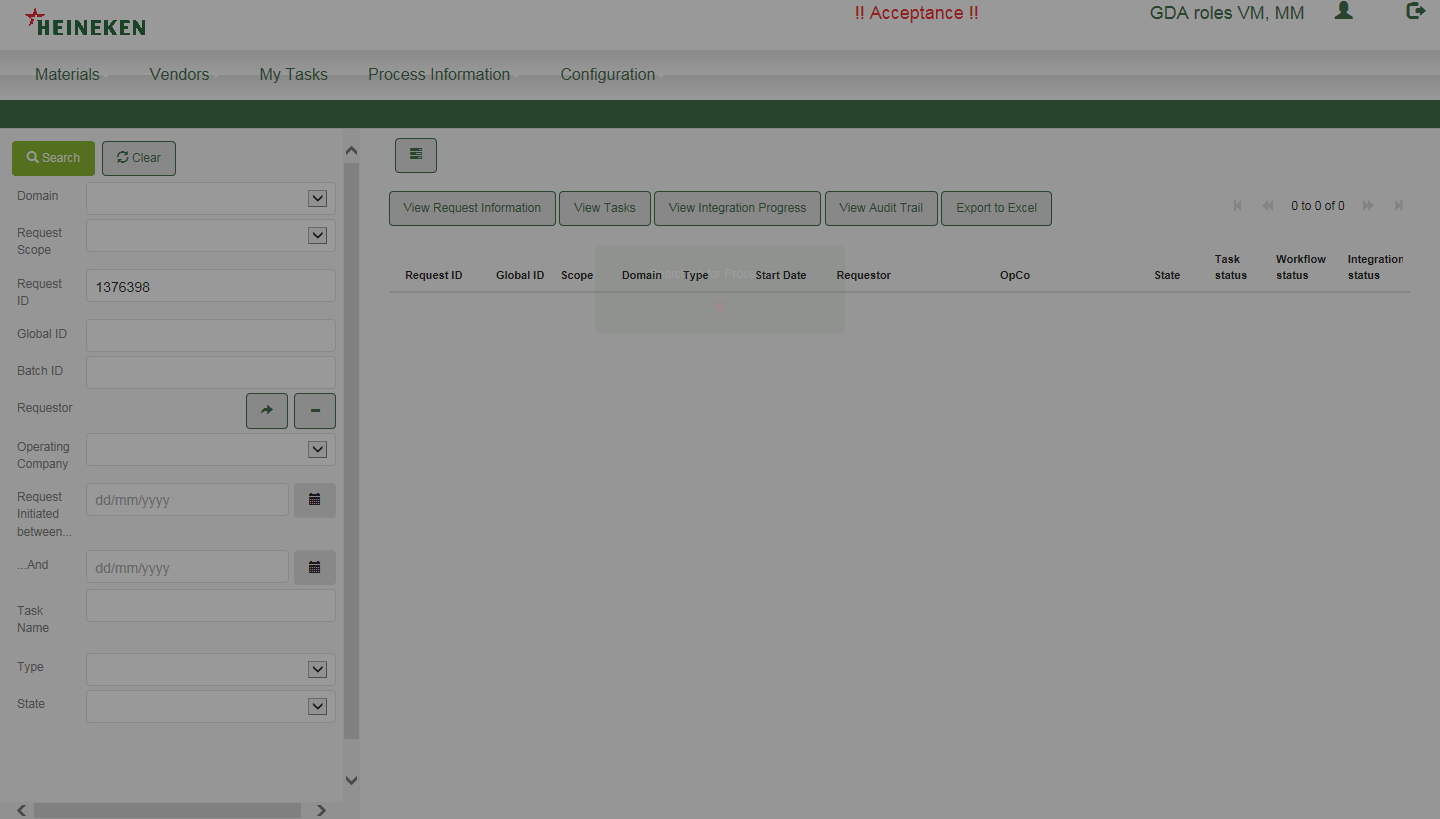 HEINEKEN
!! Acceptance !!
GDA roles VM, MM
Materials
Vendors
My Tasks
Process Information
Configuration
Search
Clear
Domain
Request
Scope
Request
ID
1376398
Global ID
Batch ID
Requestor
Operating
Company
Request
Initiated
between...
dd/mm/yyyy
...And
dd/mm/yyyy
Task
Name
Type
State
View Request Information
View Tasks
View Integration Progress
View Audit Trail
Export to Excel
0 to 0 of 0
Request ID
Global ID
Scope
Domain
Type
Start Date
Requestor
OpCo
State
Task
status
Workflow
status
Integration
status